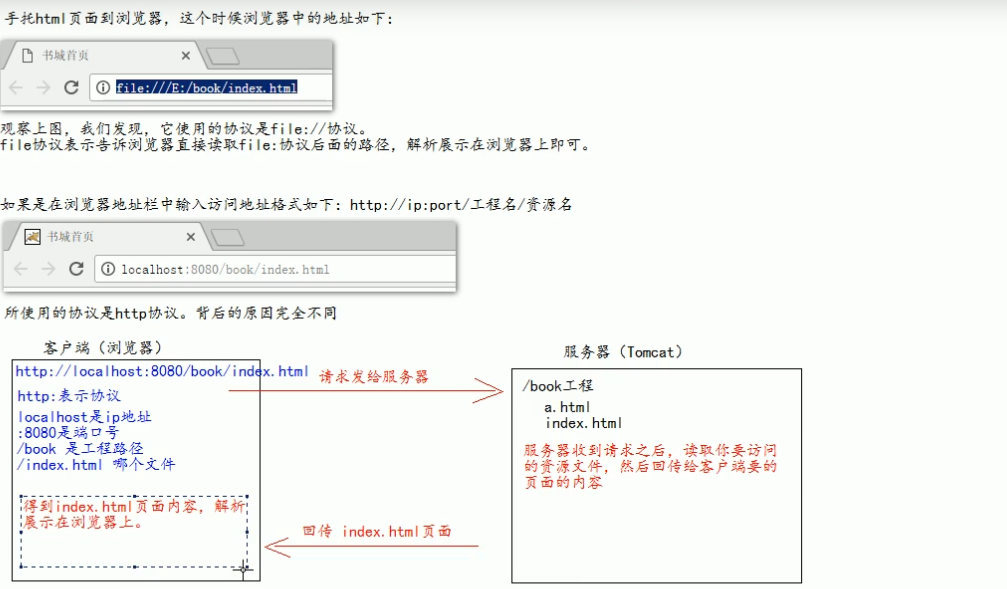 手托html页面到浏览器，这个时候浏览器中的地址如下：
书城首页
file:///E:/book/index.html
观察上图，我们发现，它使用的协议是file://协议。
file协议表示告诉浏览器直接读取file:协议后面的路径，解析展示在浏览器上即可。
如果是在浏览器地址栏中输入访问地址格式如下：http://ip:port/工程名/资源名
书城首页
localhost:8080/book/index.html
所使用的协议是http协议。背后的原因完全不同
客户端（浏览器）
http://localhost:8080/book/index.html
http:表示协议
localhost是ip地址
:8080是端口号
/book 是工程路径
/index.html 哪个文件
得到index.html页面内容，解析
展示在浏览器上。
请求发给服务器
回传 index.html页面
服务器（Tomcat）
/book工程
a.html
index.html
服务器收到请求之后，读取你要访问
的资源文件，然后回传给客户端要的
页面的内容